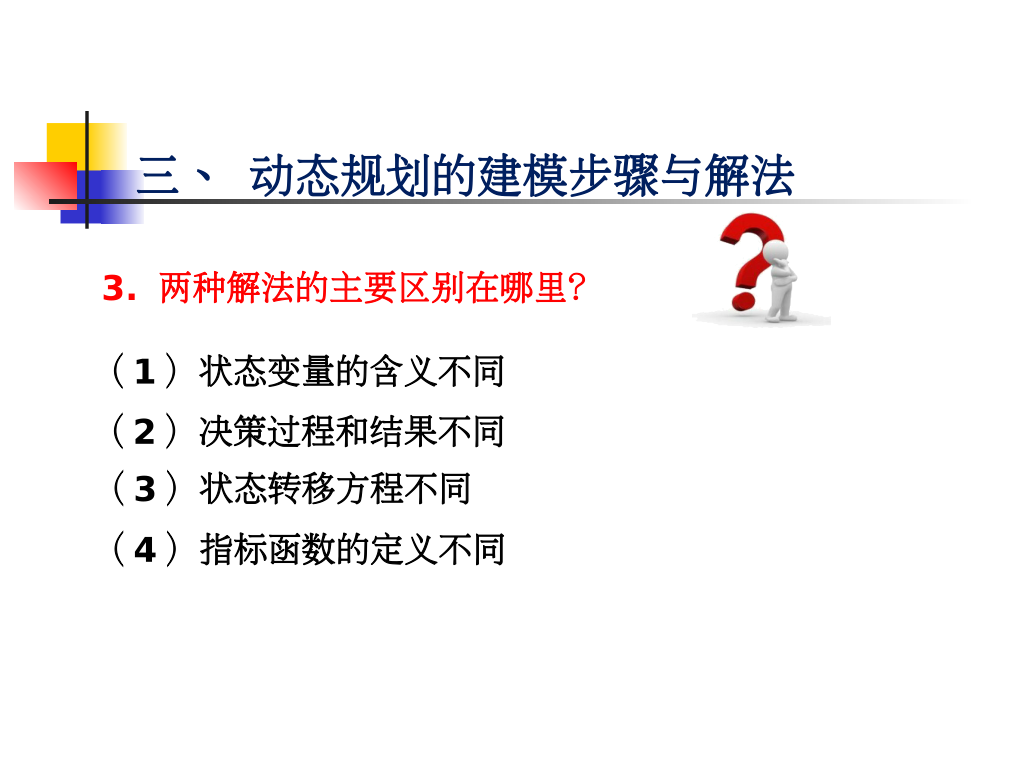 三、 动态规划的建模步骤与解法
3. 两种解法的主要区别在哪里?
（1）状态变量的含义不同
（2）决策过程和结果不同
（3）状态转移方程不同
（4）指标函数的定义不同